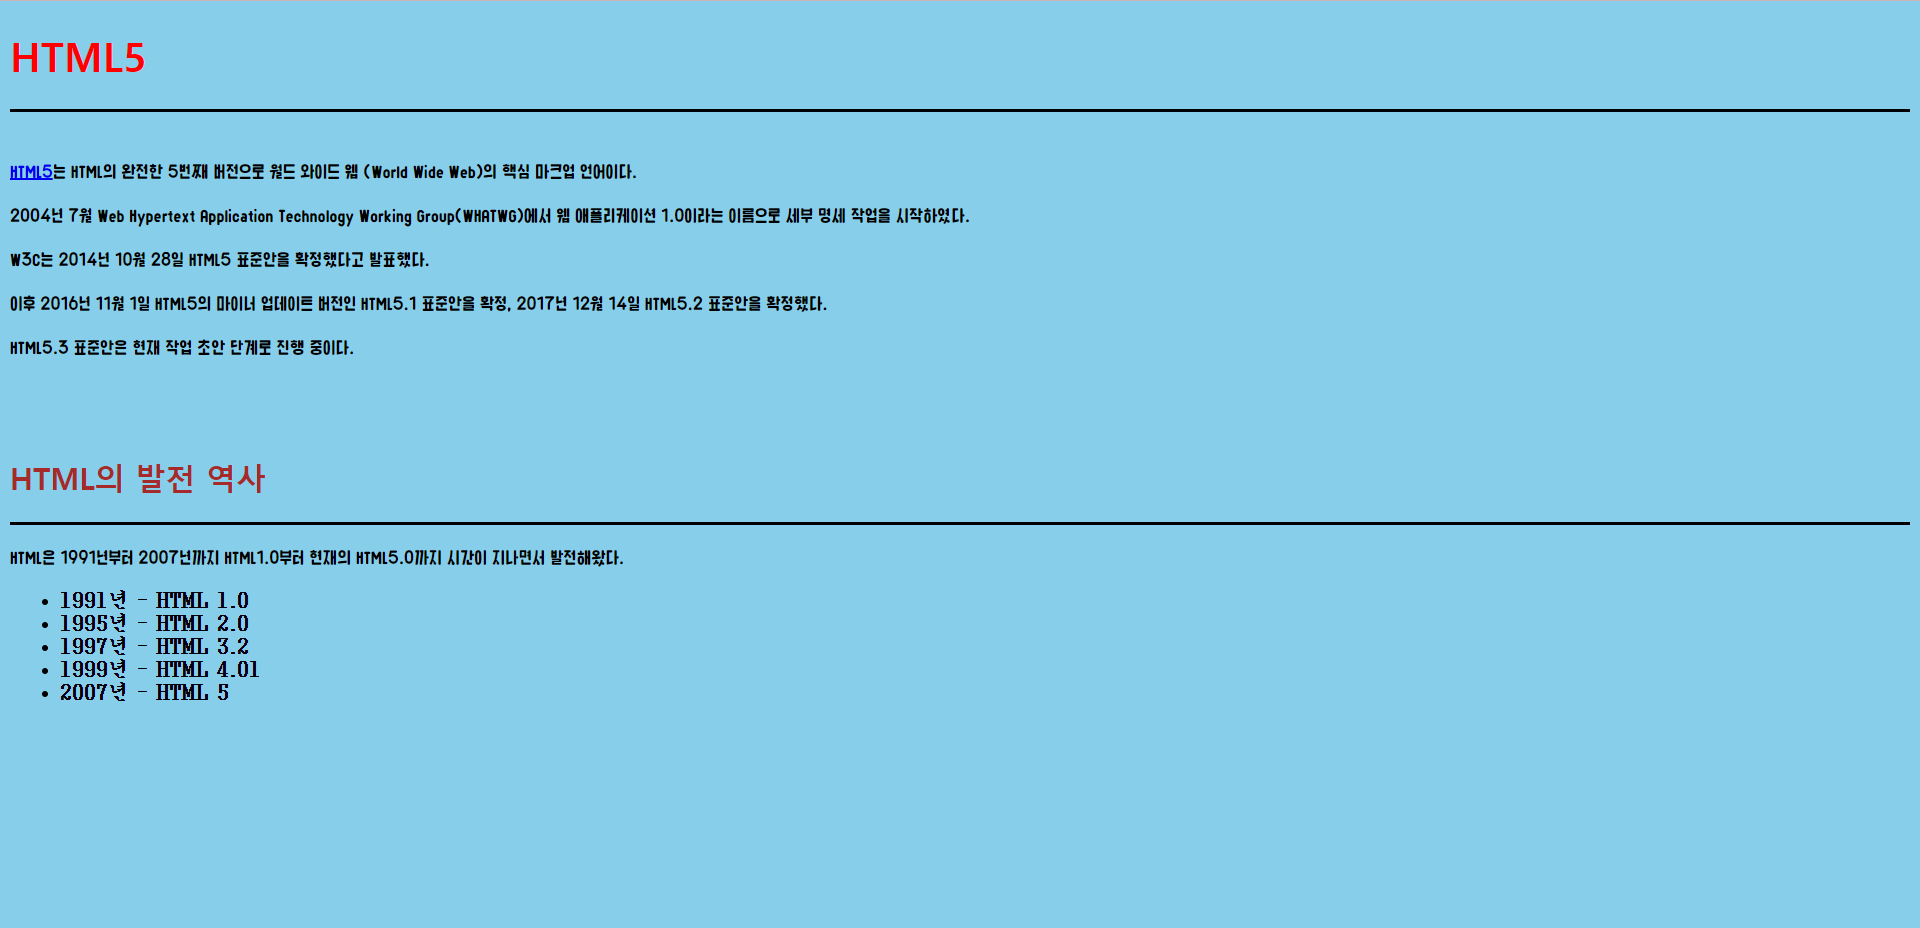 HTML5
HTML5는 HTML의 완전한 5번째 버전으로 월드 와이드 웹 (World Wide Web)의 핵심 마크업 언어이다.
2004년 7월 Web Hypertext Application Technology Working Group(WHATWG)에서 웹 애플리케이션 1.0이라는 이름으로 세부 명세 작업을 시작하였다.
W3C는 2014년 10월 28일 HTML5 표준안을 확정했다고 발표했다.
이후 2016년 11월 1일 HTML5의 마이너 업데이트 버전인 HTML5.1 표준안을 확정, 2017년 12월 14일 HTML5.2 표준안을 확정했다.
HTML5.3 표준안은 현재 작업 초안 단계로 진행 중이다.
HTML의 발전 역사
HTML은 1991년부터 2007년까지 HTML1.0부터 현재의 HTML5.0까지 시간이 지나면서 발전해왔다.
• 1991년 - HTML 1.0
• 1995년 - HTML 2.0
• 1997년 - HTML 3.2
• 1999년 - HTML 4.01
• 2007년 - HTML 5